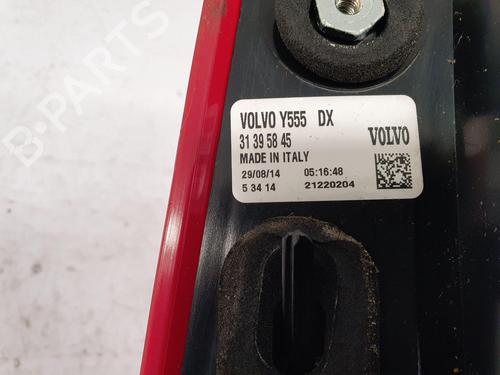 VOLVO Y555 DX
31 39 58 45
VOLVO
MADE IN ITALY
29/08/14 05:16:48
5 34 14 21220204
B-PARTS